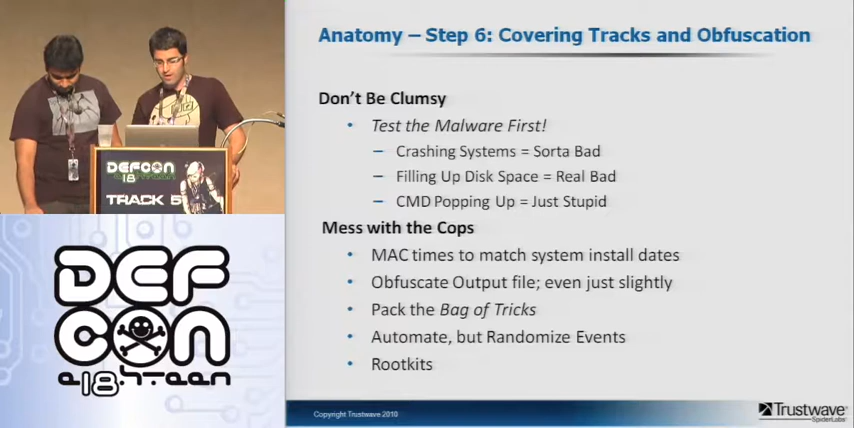 Anatomy – Step 6: Covering Tracks and Obfuscation
Don't Be Clumsy
• Test the Malware First!
– Crashing Systems = Sorta Bad
– Filling Up Disk Space = Real Bad
– CMD Popping Up = Just Stupid
Mess with the Cops
• MAC times to match system install dates
• Obfuscate Output file; even just slightly
• Pack the Bag of Tricks
• Automate, but Randomize Events
• Rootkits
Copyright Trustwave 2010
Trustwave
SpiderLabs
DEFCON
18
TRACK 5
DEF
CON
e18hteen